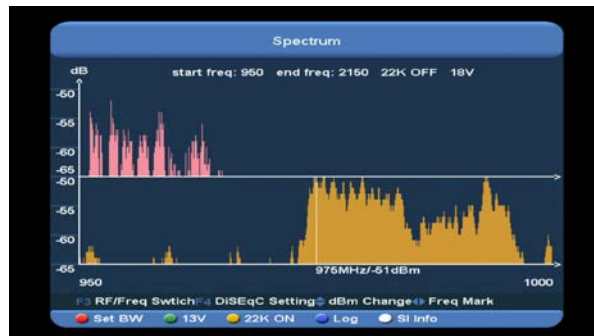 Spectrum
dB
start freq: 950 end freq: 2150 22K OFF 18V
-50
-55
-60
-65
-50
-55
-60
-65
975MHz/-51dBm
950
1000
F3 RF/Freq Swtich F4 DiSEqC Setting dBm Change Freq Mark
Set BW 13V 22K ON Log SI Info